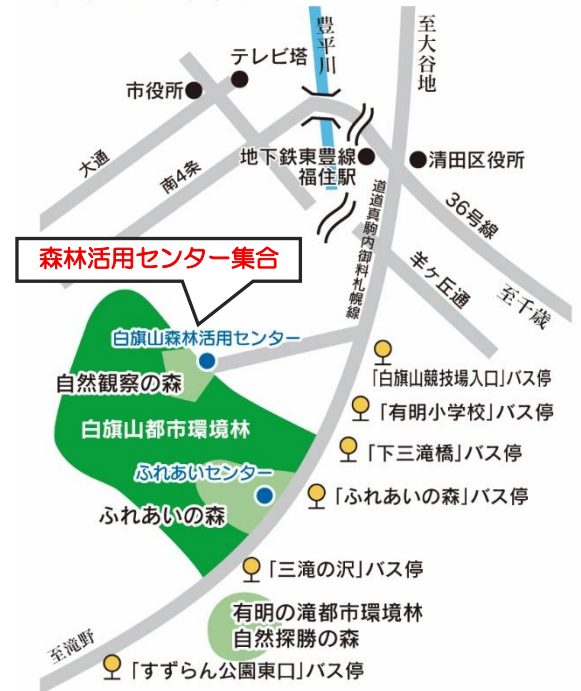 豊平川
至大谷地
テレビ塔
市役所
大通
南4条
地下鉄東豊線
福住駅
清田区役所
36号線
道道真駒内御料札幌線
羊ヶ丘通
至千歳
森林活用センター集合
白旗山森林活用センター
自然観察の森
白旗山都市環境林
「白旗山競技場入口」バス停
「有明小学校」バス停
「下三滝橋」バス停
ふれあいセンター
「ふれあいの森」バス停
ふれあいの森
「三滝の沢」バス停
有明の滝都市環境林
自然探勝の森
至滝野
「すずらん公園東口」バス停